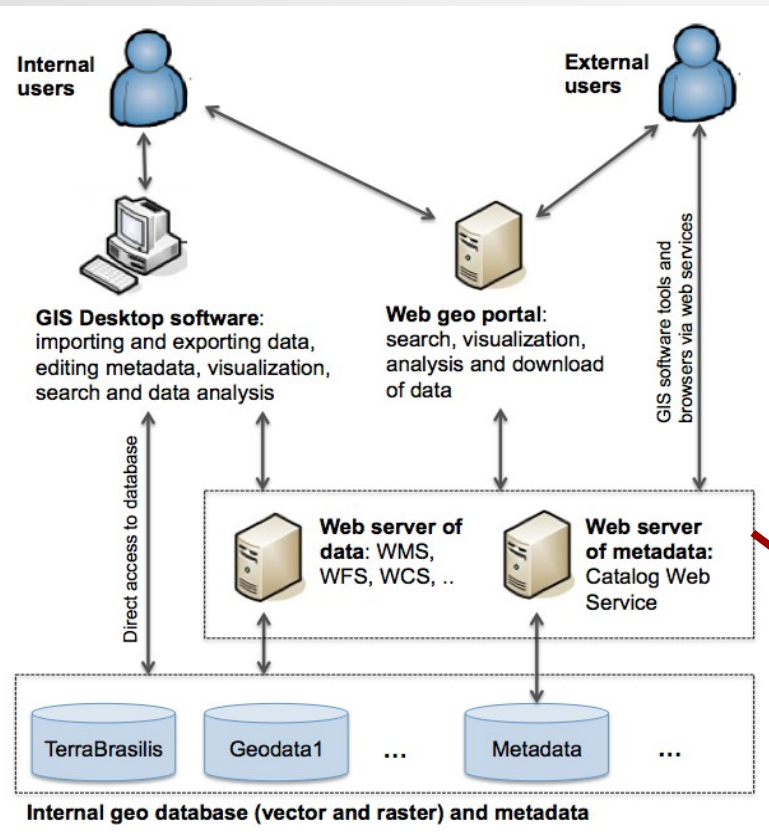 Internal
users
External
users
GIS Desktop software:
importing and exporting data,
editing metadata, visualization,
search and data analysis
Web geo portal:
search, visualization,
analysis and download
of data
GIS software tools and
browsers via web services
Direct access to database
Web server of
data: WMS,
WFS, WCS, ..
Web server
of metadata:
Catalog Web
Service
TerraBrasilis
Geodata1
...
Metadata
...
Internal geo database (vector and raster) and metadata